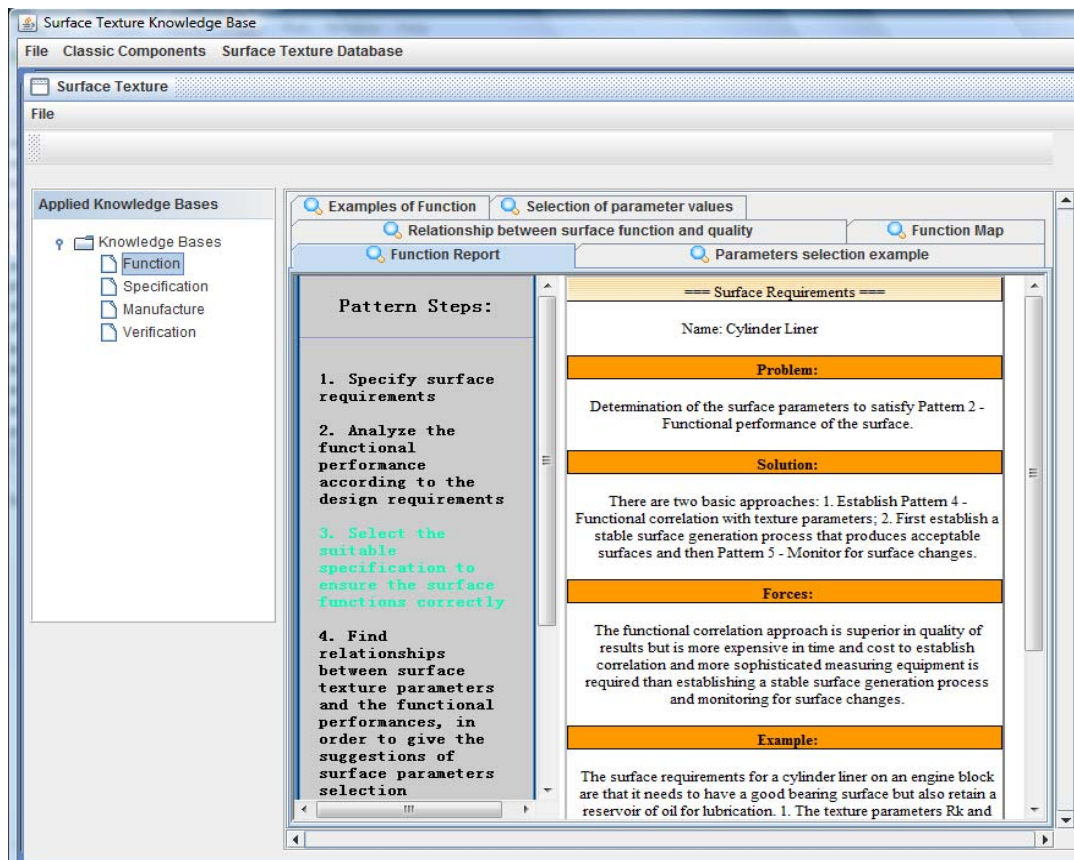 Surface Texture Knowledge Base
File Classic Components Surface Texture Database
Surface Texture
File
Applied Knowledge Bases
Knowledge Bases
Function
Specification
Manufacture
Verification
Examples of Function
Selection of parameter values
Relationship between surface function and quality
Function Map
Function Report
Parameters selection example
Pattern Steps:
1. Specify surface
requirements
2. Analyze the
functional
performance
according to the
design requirements
3. Select the
suitable
specification to
ensure the surface
functions correctly
4. Find
relationships
between surface
texture parameters
and the functional
performances, in
order to give the
suggestions of
surface parameters
selection
=== Surface Requirements ===
Name: Cylinder Liner
Problem:
Determination of the surface parameters to satisfy Pattern 2 -
Functional performance of the surface.
Solution:
There are two basic approaches: 1. Establish Pattern 4 -
Functional correlation with texture parameters; 2. First establish a
stable surface generation process that produces acceptable
surfaces and then Pattern 5 - Monitor for surface changes.
Forces:
The functional correlation approach is superior in quality of
results but is more expensive in time and cost to establish
correlation and more sophisticated measuring equipment is
required than establishing a stable surface generation process
and monitoring for surface changes.
Example:
The surface requirements for a cylinder liner on an engine block
are that it needs to have a good bearing surface but also retain a
reservoir of oil for lubrication. 1. The texture parameters Rk and